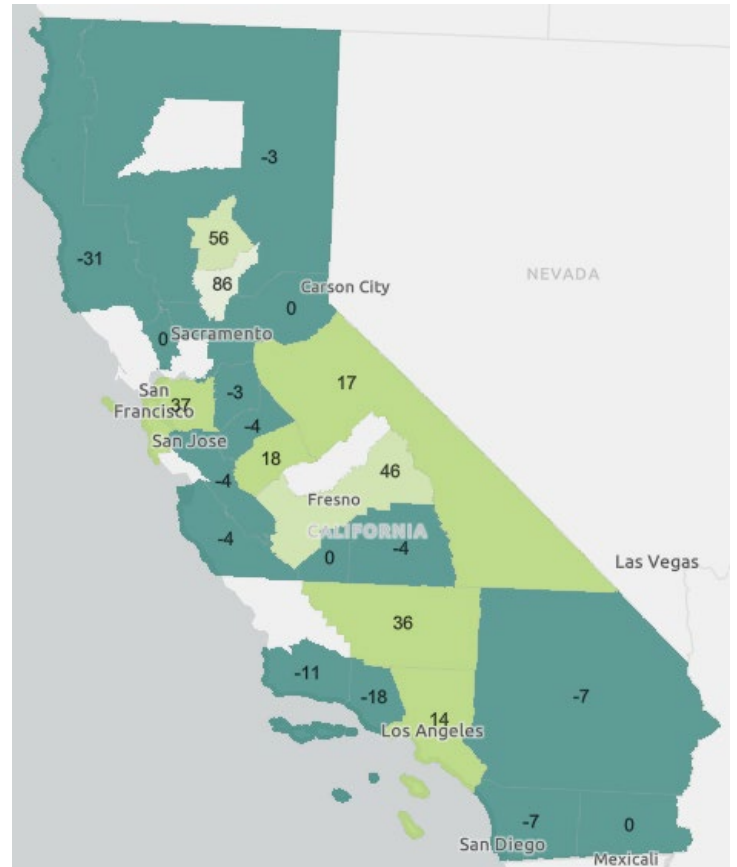 -3
56
-31
NEVADA
86
Carson City
0
0
Sacramento
17
San
Francisco
37
-3
-4
San Jose
18
46
-4
Fresno
CALIFORNIA
-4
0
-4
Las Vegas
36
-11
-18
-7
14
Los Angeles
-7
0
San Diego
Mexicali